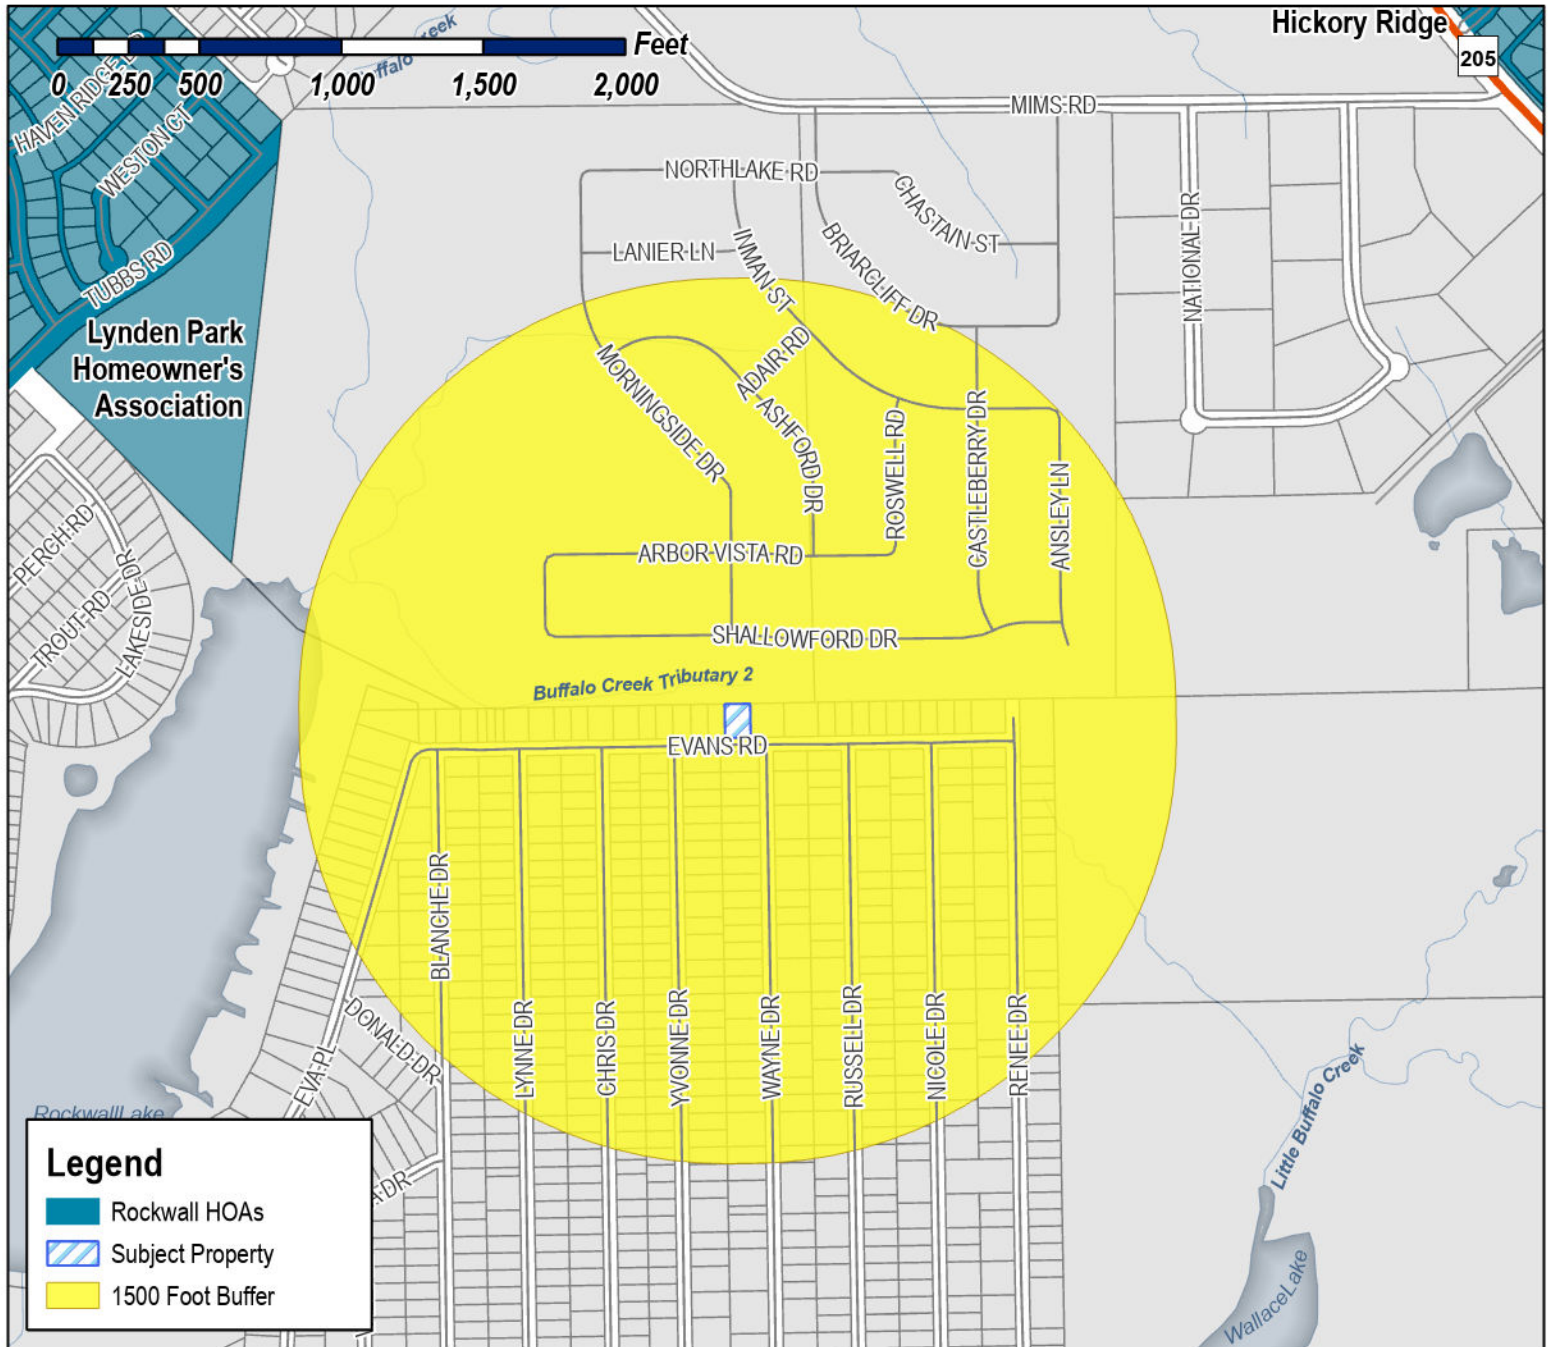 Hickory Ridge
205
Feet
0 250 500 1,000 1,500 2,000
HAVEN RIDGE
WESTON CT
TUBBS RD
MIMS RD
NORTHLAKE RD
CHASTAIN ST
LANIER LN
INMAN ST
BRIARCLIFF DR
NATIONAL DR
Lynden Park
Homeowner's
Association
MORNINGSIDE DR
ADAIR RD
ASHFORD DR
ROSWELL RD
CASTLEBERRY DR
ANSLEY LN
ARBOR VISTA RD
SHALLOWFORD DR
PERCH RD
TROUT RD
LAKESIDE DR
Buffalo Creek Tributary 2
EVANS RD
BLANCHE DR
DONALD DR
EVA PL
LYNNE DR
CHRIS DR
YVONNE DR
WAYNE DR
RUSSELL DR
NICOLE DR
RENEE DR
Rockwall Lake
Little Buffalo Creek
Wallace Lake
DR
Legend
Rockwall HOAs
Subject Property
1500 Foot Buffer